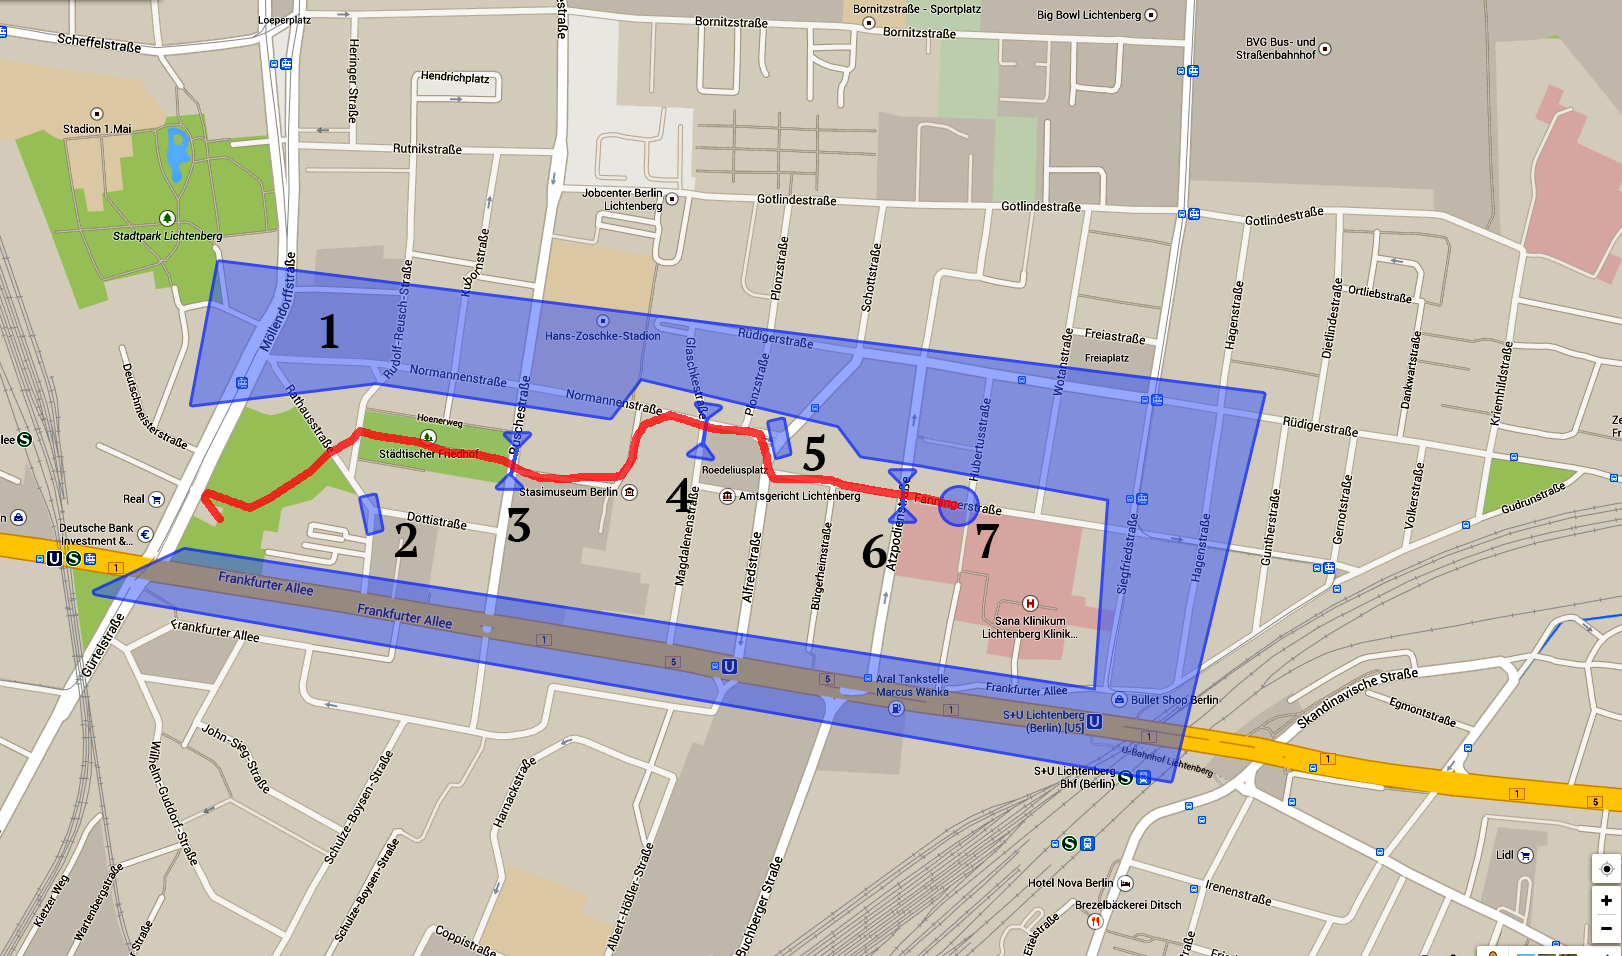 Loeperplatz
Scheffelstraße
Bornitzstraße
Bornitzstraße - Sportplatz
Bornitzstraße
Big Bowl Lichtenberg
BVG Bus- und
Straßenbahnhof
Heringer Straße
Hendrichplatz
Stadion 1.Mai
Rutnikstraße
Jobcenter Berlin
Lichtenberg
Gotlindestraße
Gotlindestraße
Gotlindestraße
Stadtpark Lichtenberg
Möllendorffstraße
Rudolf-Reusch-Straße
Plonzstraße
Schottstraße
Hagenstraße
Dietlindestraße
Ortliebstraße
1
Hans-Zoschke-Stadion
Rüdigerstraße
Freiastraße
Freiaplatz
Wotanstraße
Dankwartstraße
Kriemhildstraße
Deutschmeisterstraße
Rathausstraße
Normannenstraße
Normannenstraße
Glaschkestraße
Plonzstraße
Ruschestraße
Hubertusstraße
Rüdigerstraße
Hoenerweg
Städtischer Friedhof
Roedeliusplatz
5
Real
Stasimuseum Berlin
4
Amtsgericht Lichtenberg
Fanningerstraße
Gudrunstraße
Deutsche Bank
Investment &...
Dottistraße
2
3
6
7
Magdalenenstraße
Alfredstraße
Bürgerheimstraße
Atzpodienstraße
Siegfriedstraße
Hagenstraße
Guntherstraße
Gernotstraße
Volkerstraße
U
S
1
Frankfurter Allee
Frankfurter Allee
Frankfurter Allee
H
Sana Klinikum
Lichtenberg Klinik...
Gürtelstraße
1
5
U
5
Aral Tankstelle
Marcus Wanka
1
Frankfurter Allee
Bullet Shop Berlin
S+U Lichtenberg
(Berlin) [U5]
U
1
U-Bahnhof Lichtenberg
S+U Lichtenberg
Bhf (Berlin)
S
Skandinavische Straße
Egmontstraße
1
1
5
John-Sieg-Straße
Wilhelm-Guddorf-Straße
Schulze-Boysen-Straße
Schulze-Boysen-Straße
Harnackstraße
Albert-Hößler-Straße
Buchberger Straße
Kietzer Weg
Wartenbergstraße
Coppistraße
S
Hotel Nova Berlin
Brezelbäckerei Ditsch
Eitelstraße
Irenenstraße
Lidl
+
−